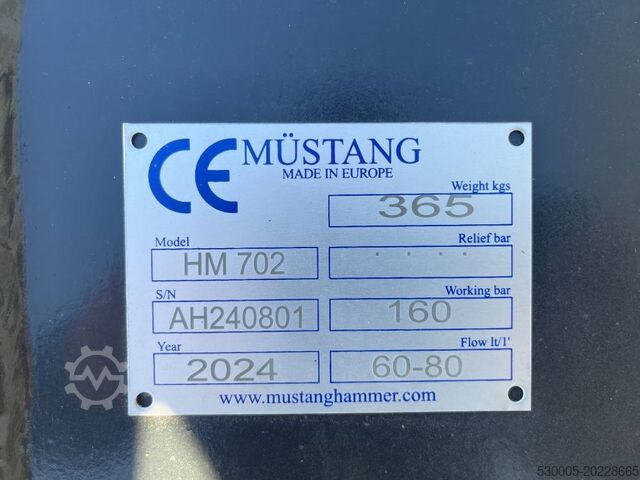 CE MÜSTANG
MADE IN EUROPE
Weight kgs
365
Model
Relief bar
HM 702
. . . .
S/N
Working bar
AH240801
160
Year
Flow lt/1'
2024
60-80
www.mustanghammer.com
530005-20228665